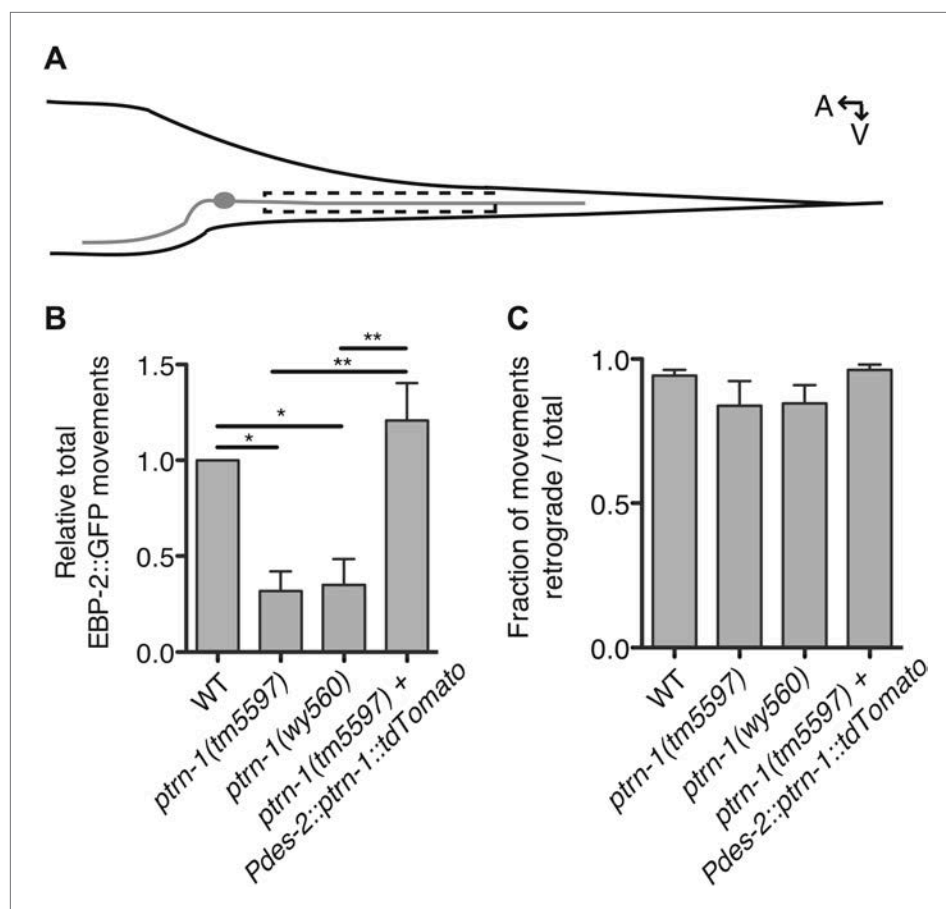 A
A
V
B
Relative total
EBP-2::GFP movements
1.5
1.0
0.5
0.0
**
**
*
*
WT
ptrn-1(tm5597)
ptrn-1(wy560)
ptrn-1(tm5597) +
Pdes-2::ptrn-1::tdTomato
C
Fraction of movements
retrograde / total
1.0
0.5
0.0
WT
ptrn-1(tm5597)
ptrn-1(wy560)
ptrn-1(tm5597) +
Pdes-2::ptrn-1::tdTomato